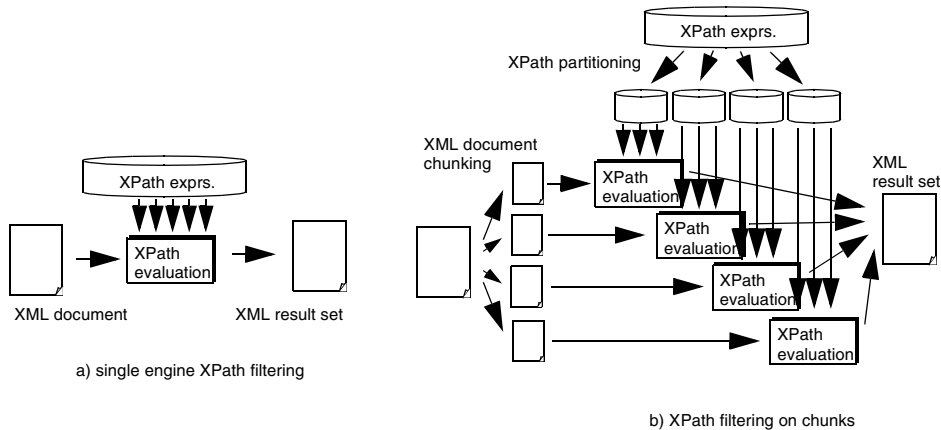 XPath exprs.
XPath
evaluation
XML document
XML result set
a) single engine XPath filtering
XPath exprs.
XPath partitioning
XML document
chunking
XPath
evaluation
XPath
evaluation
XPath
evaluation
XPath
evaluation
XML
result set
b) XPath filtering on chunks